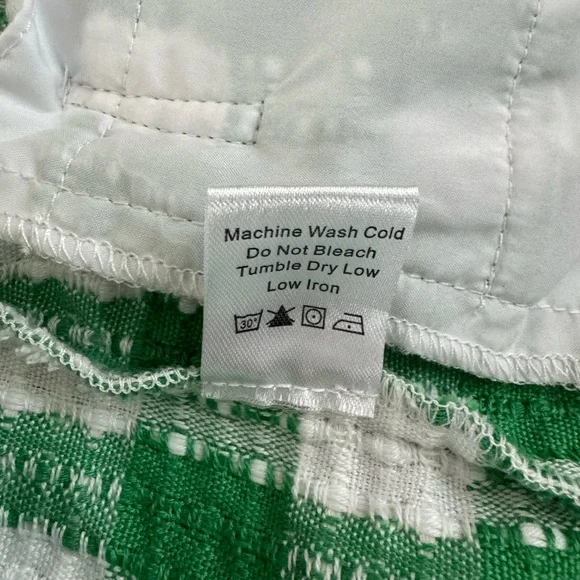 Machine Wash Cold
Do Not Bleach
Tumble Dry Low
Low Iron
30°